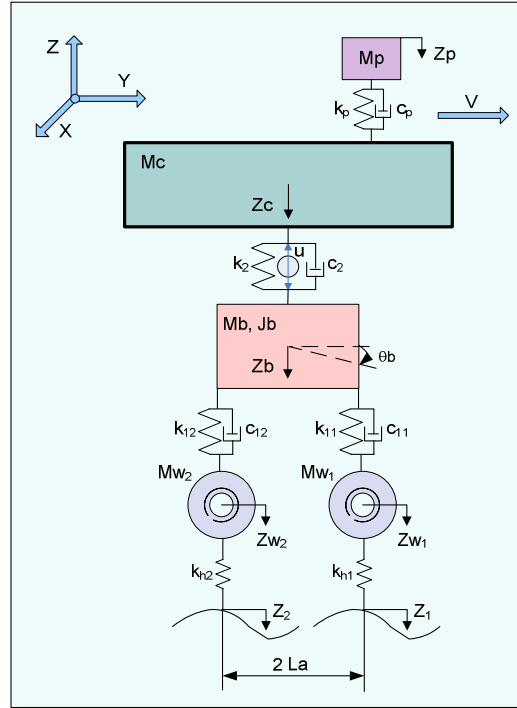 Z
Y
X
Mp
Zp
kp
cp
V
Mc
Zc
k2
u
c2
Mb, Jb
Zb
θb
k12
c12
k11
c11
Mw2
Mw1
Zw2
Zw1
kh2
kh1
Z2
Z1
2 La